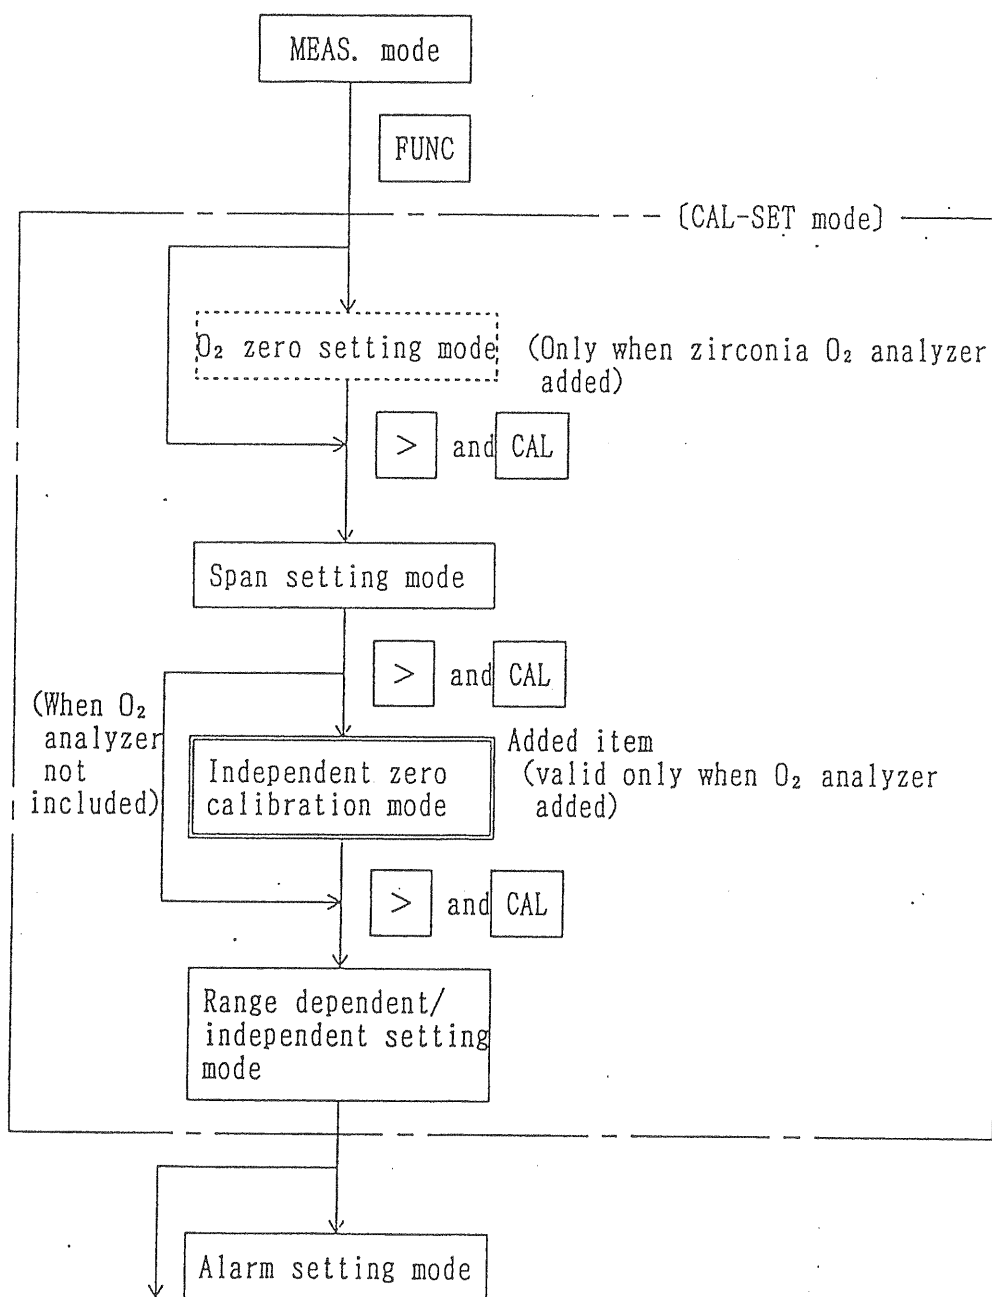 MEAS. mode
FUNC
[CAL-SET mode]
O₂ zero setting mode
(Only when zirconia O₂ analyzer
added)
> and CAL
Span setting mode
> and CAL
(When O₂
analyzer
not
included)
Independent zero
calibration mode
Added item
(valid only when O₂ analyzer
added)
> and CAL
Range dependent/
independent setting
mode
Alarm setting mode